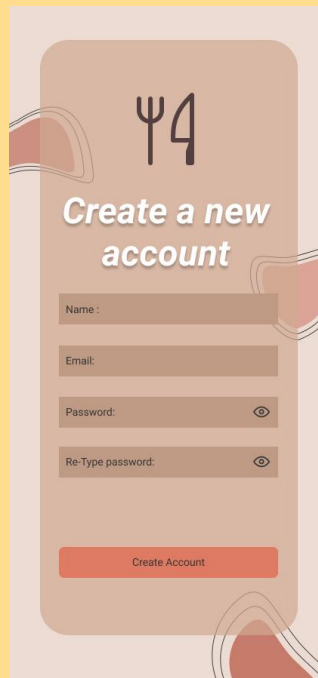 Create a new
account
Name :
Email:
Password:
Re-Type password:
Create Account